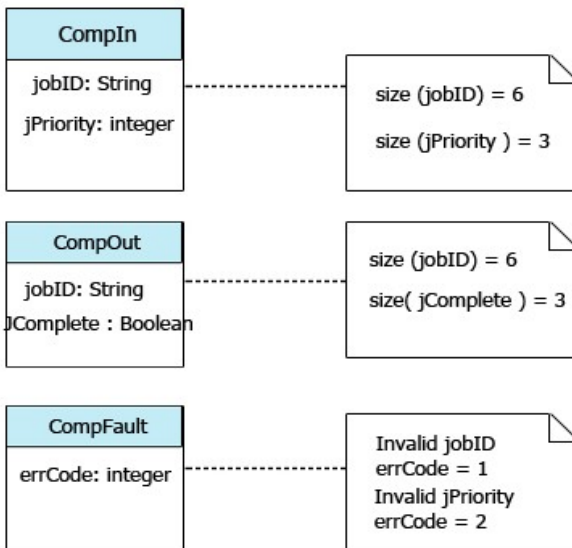 CompIn
jobID: String
jPriority: integer
size (jobID) = 6
size (jPriority ) = 3
CompOut
jobID: String
JComplete : Boolean
size (jobID) = 6
size( jComplete ) = 3
CompFault
errCode: integer
Invalid jobID
errCode = 1
Invalid jPriority
errCode = 2